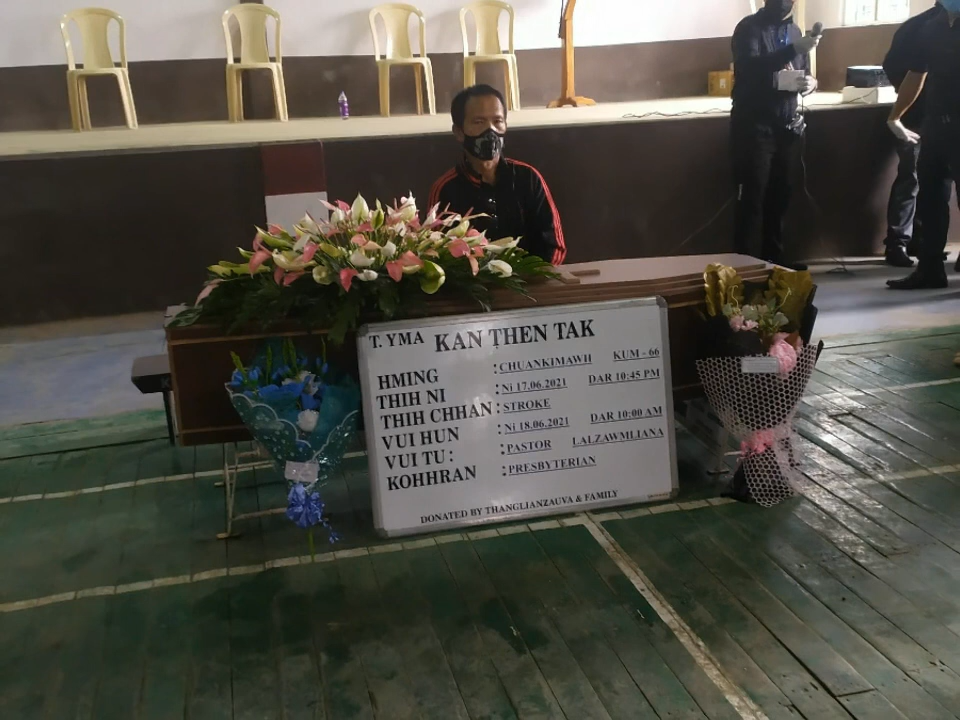 T. YMA KAN THEN TAK
HMING : CHUANKIMAWII KUM - 66
THIH NI : Ni 17.06.2021 DAR 10:45 PM
THIH CHHAN : STROKE
VUI HUN : Ni 18.06.2021 DAR 10:00 AM
VUI TU : : PASTOR LALZAWMLIANA
KOHHRAN : PRESBYTERIAN
DONATED BY THANGLIANZAUVA & FAMILY